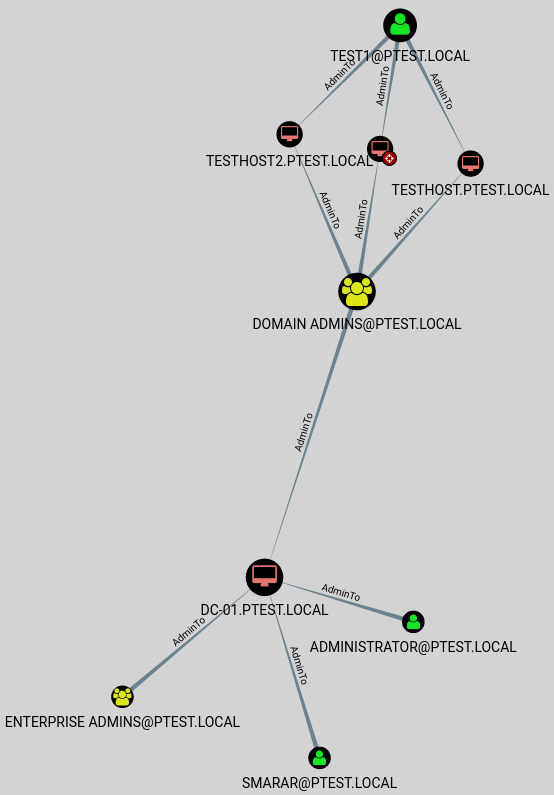 TEST1@PTEST.LOCAL
AdminTo
AdminTo
AdminTo
TESTHOST2.PTEST.LOCAL
TESTHOST.PTEST.LOCAL
AdminTo
AdminTo
AdminTo
DOMAIN ADMINS@PTEST.LOCAL
AdminTo
DC-01.PTEST.LOCAL
AdminTo
AdminTo
AdminTo
ADMINISTRATOR@PTEST.LOCAL
ENTERPRISE ADMINS@PTEST.LOCAL
SMARAR@PTEST.LOCAL